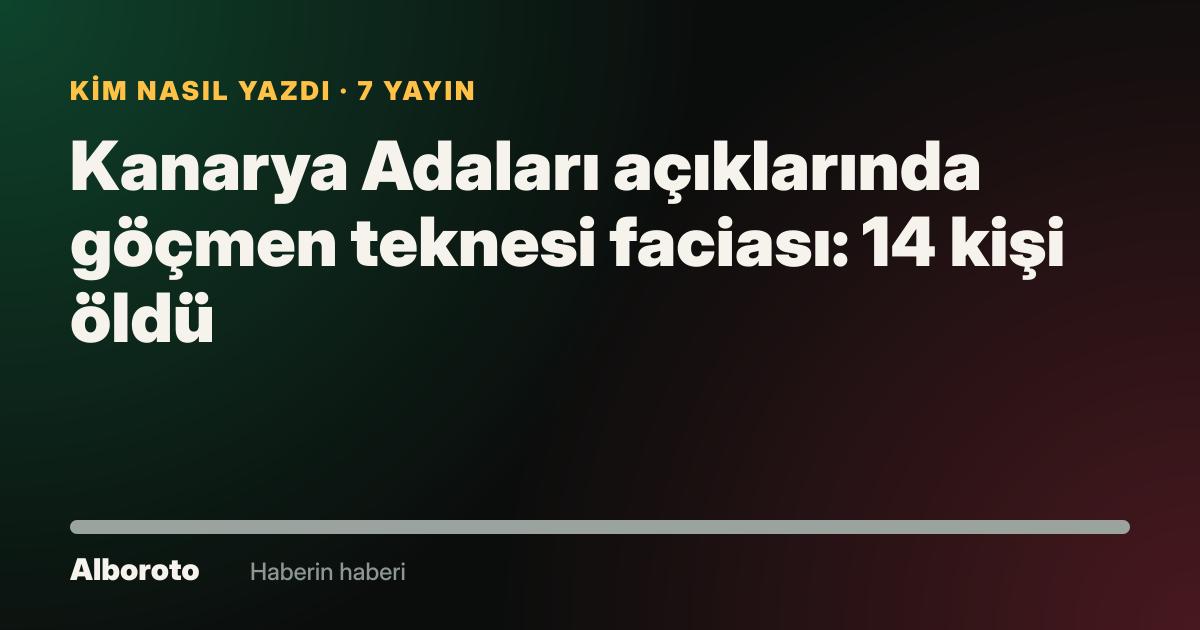 KİM NASIL YAZDI · 7 YAYIN
Kanarya Adaları açıklarında
göçmen teknesi faciası: 14 kişi
öldü
Alboroto
Haberin haberi